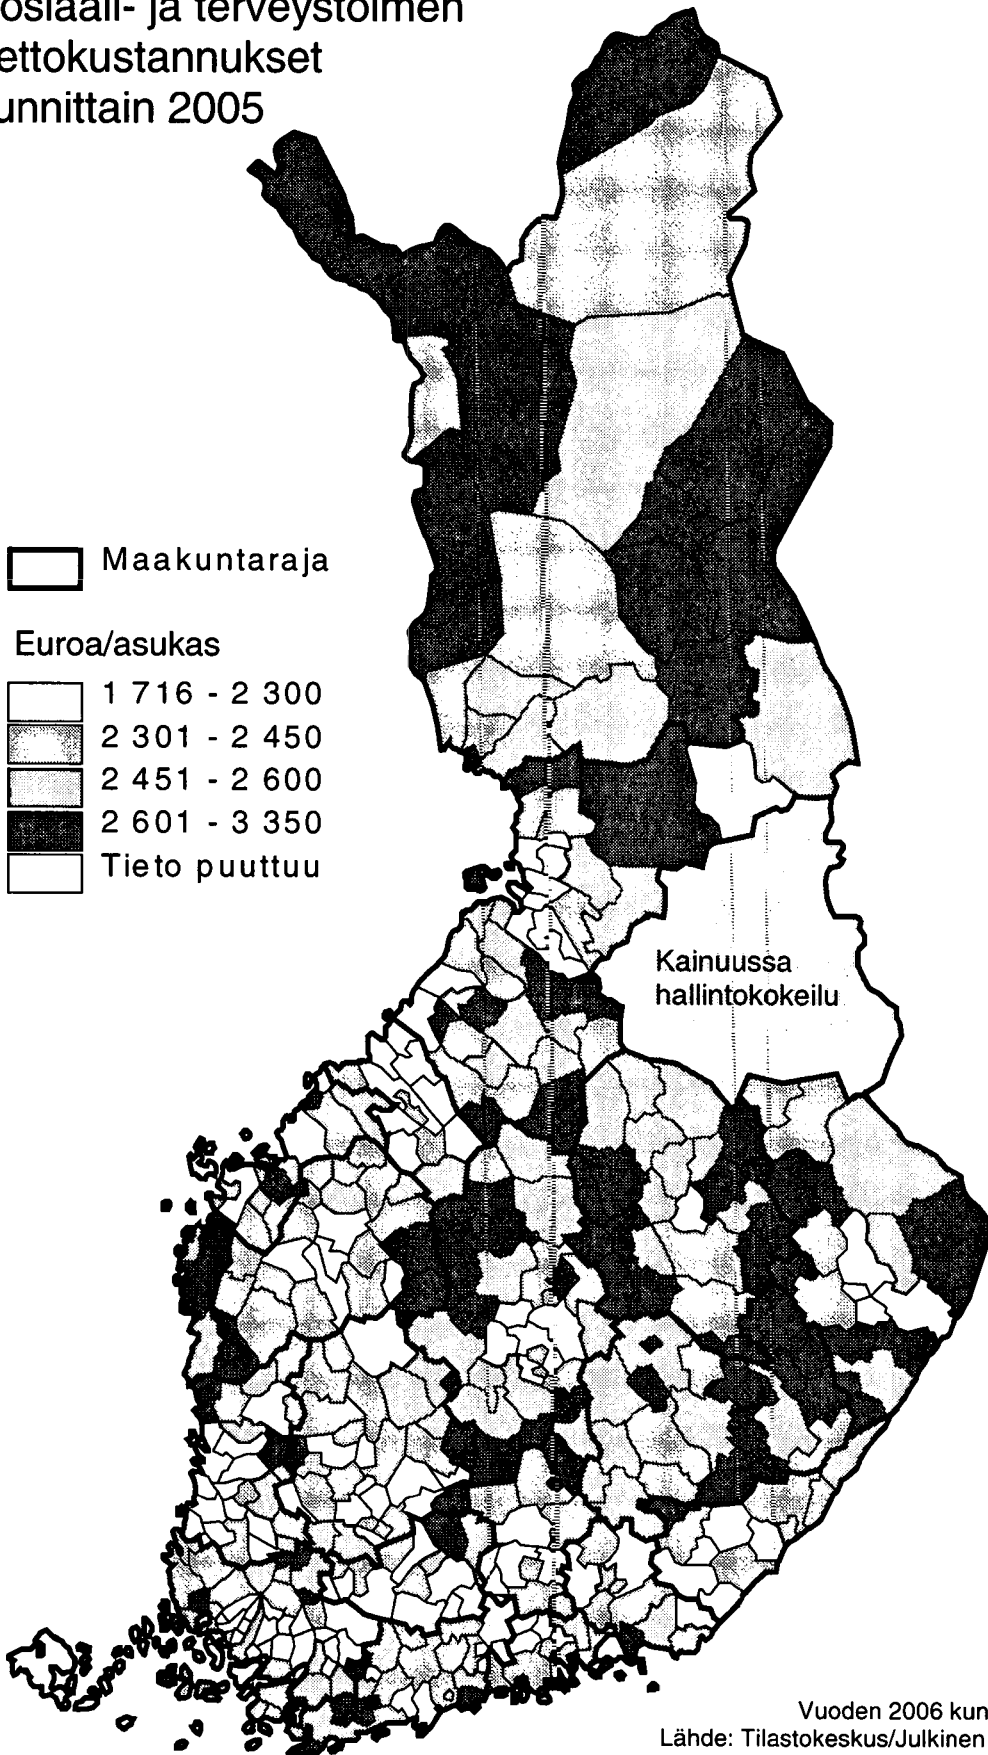 osiaali- ja terveystoimen
ettokustannukset
unnittain 2005
Maakuntaraja
Euroa/asukas
1 716 - 2 300
2 301 - 2 450
2 451 - 2 600
2 601 - 3 350
Tieto puuttuu
Kainuussa
hallintokokeilu
Vuoden 2006 kun
Lähde: Tilastokeskus/Julkinen